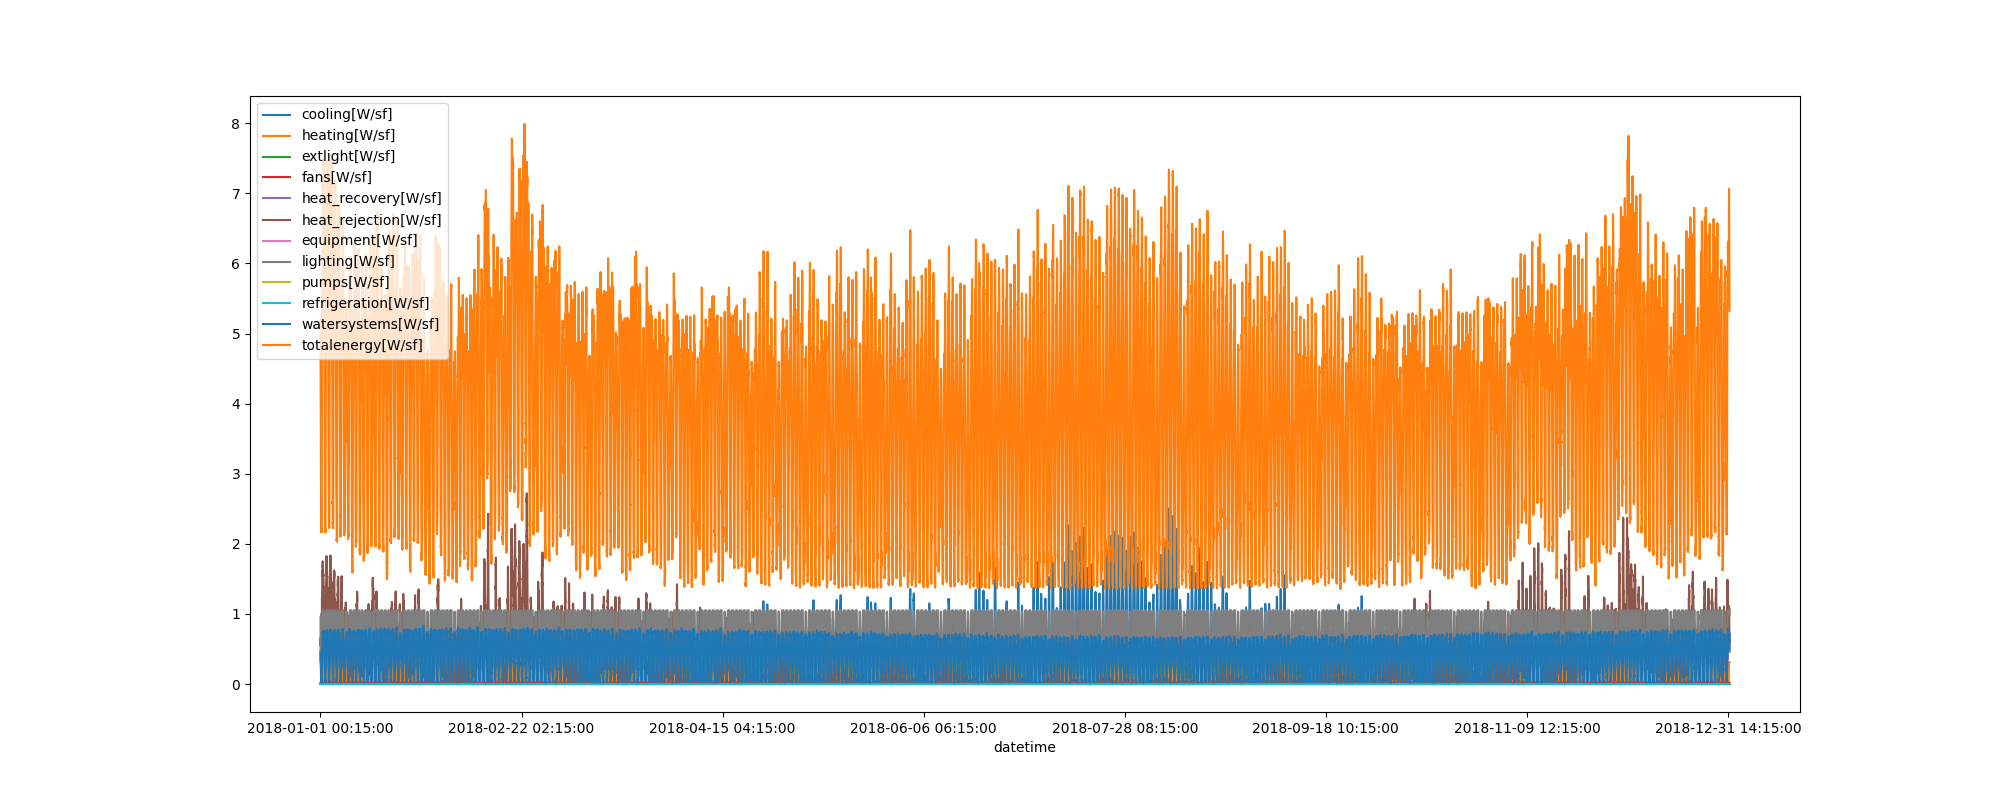 8
7
6
5
4
3
2
1
0
cooling[W/sf]
heating[W/sf]
extlight[W/sf]
fans[W/sf]
heat_recovery[W/sf]
heat_rejection[W/sf]
equipment[W/sf]
lighting[W/sf]
pumps[W/sf]
refrigeration[W/sf]
watersystems[W/sf]
totalenergy[W/sf]
2018-01-01 00:15:00 2018-02-22 02:15:00 2018-04-15 04:15:00 2018-06-06 06:15:00 2018-07-28 08:15:00 2018-09-18 10:15:00 2018-11-09 12:15:00 2018-12-31 14:15:00
datetime